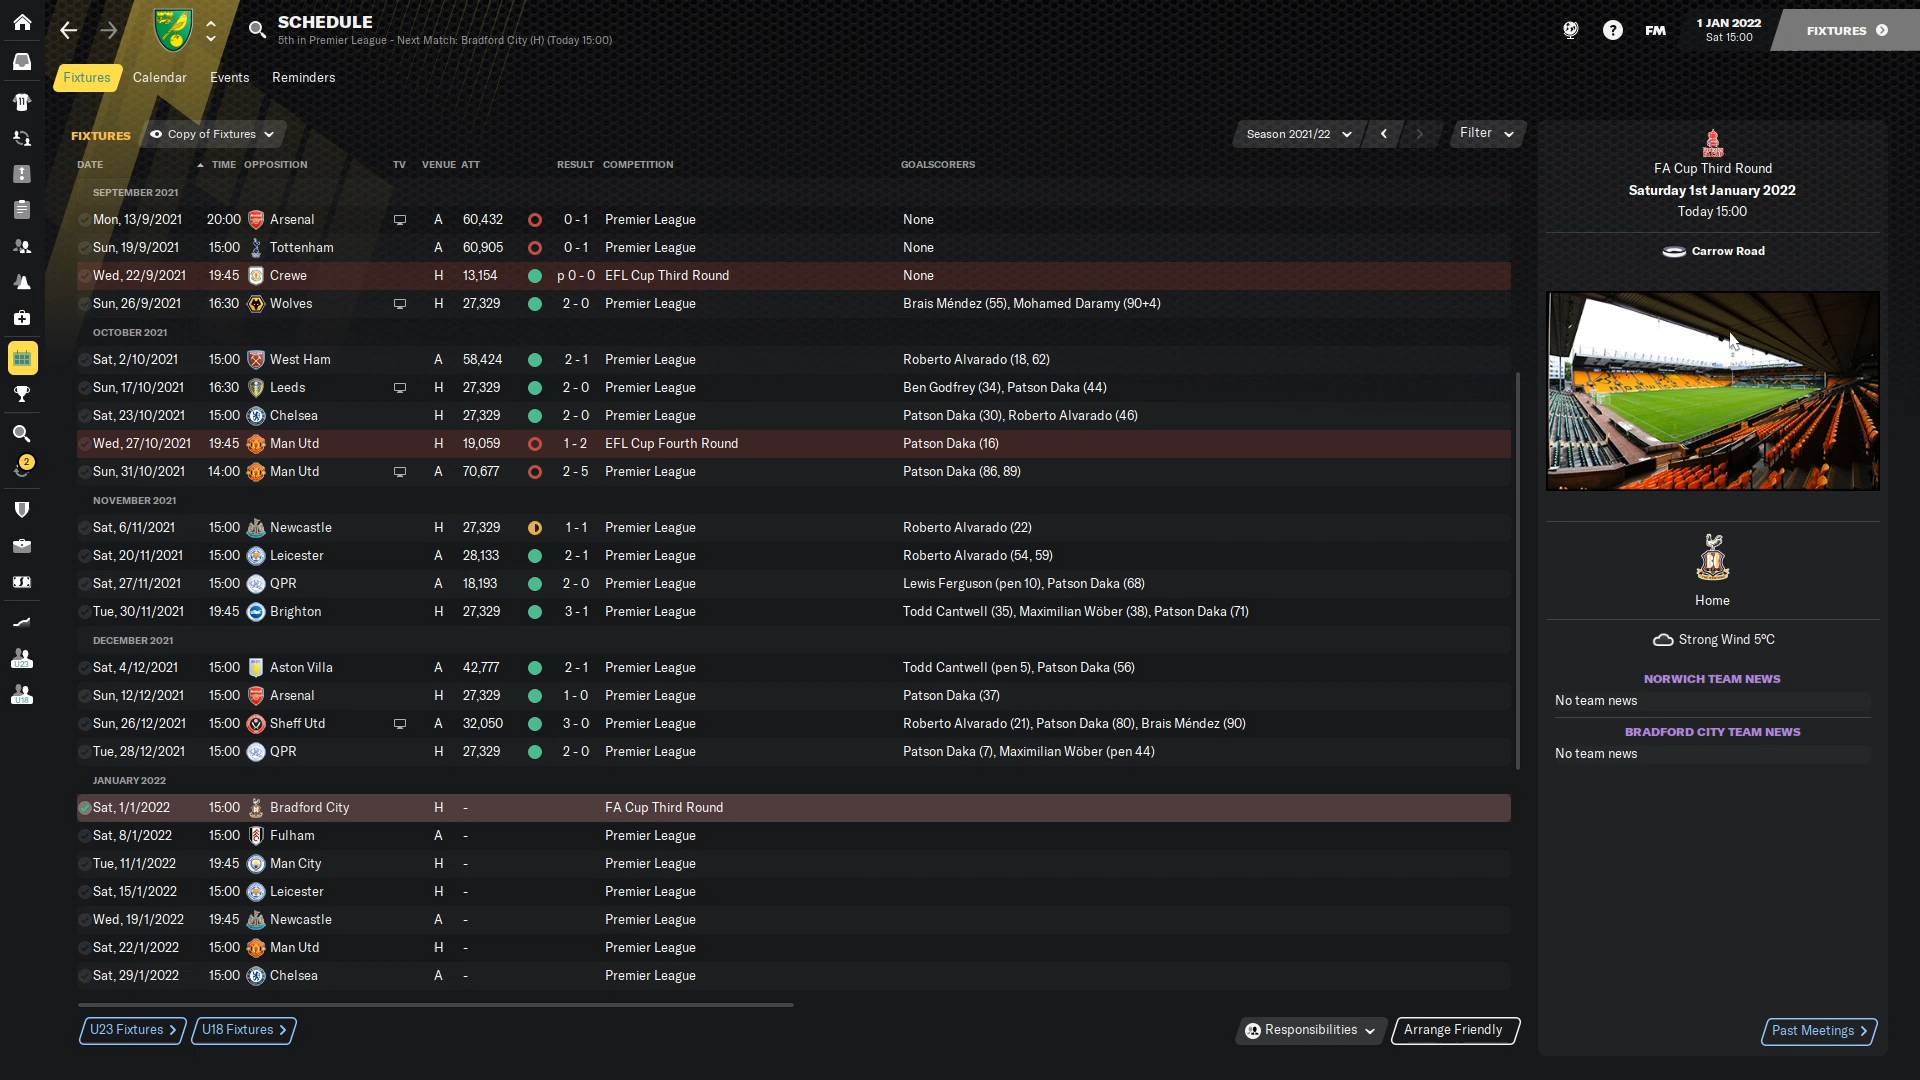 SCHEDULE
5th in Premier League - Next Match: Bradford City (H) (Today 15:00)
FM
1 JAN 2022
Sat 15:00
FIXTURES
Fixtures Calendar Events Reminders
FIXTURES Copy of Fixtures Season 2021/22 Filter
DATE TIME OPPOSITION TV VENUE ATT RESULT COMPETITION GOALSCORERS
SEPTEMBER 2021
Mon, 13/9/2021 20:00 Arsenal A 60,432 0 - 1 Premier League None
Sun, 19/9/2021 15:00 Tottenham A 60,905 0 - 1 Premier League None
Wed, 22/9/2021 19:45 Crewe H 13,154 p 0 - 0 EFL Cup Third Round None
Sun, 26/9/2021 16:30 Wolves H 27,329 2 - 0 Premier League Brais Méndez (55), Mohamed Daramy (90+4)
OCTOBER 2021
Sat, 2/10/2021 15:00 West Ham A 58,424 2 - 1 Premier League Roberto Alvarado (18, 62)
Sun, 17/10/2021 16:30 Leeds H 27,329 2 - 0 Premier League Ben Godfrey (34), Patson Daka (44)
Sat, 23/10/2021 15:00 Chelsea H 27,329 2 - 0 Premier League Patson Daka (30), Roberto Alvarado (46)
Wed, 27/10/2021 19:45 Man Utd H 19,059 1 - 2 EFL Cup Fourth Round Patson Daka (16)
Sun, 31/10/2021 14:00 Man Utd A 70,677 2 - 5 Premier League Patson Daka (86, 89)
NOVEMBER 2021
Sat, 6/11/2021 15:00 Newcastle H 27,329 1 - 1 Premier League Roberto Alvarado (22)
Sat, 20/11/2021 15:00 Leicester A 28,133 2 - 1 Premier League Roberto Alvarado (54, 59)
Sat, 27/11/2021 15:00 QPR A 18,193 2 - 0 Premier League Lewis Ferguson (pen 10), Patson Daka (68)
Tue, 30/11/2021 19:45 Brighton H 27,329 3 - 1 Premier League Todd Cantwell (35), Maximilian Wöber (38), Patson Daka (71)
DECEMBER 2021
Sat, 4/12/2021 15:00 Aston Villa A 42,777 2 - 1 Premier League Todd Cantwell (pen 5), Patson Daka (56)
Sun, 12/12/2021 15:00 Arsenal H 27,329 1 - 0 Premier League Patson Daka (37)
Sun, 26/12/2021 15:00 Sheff Utd A 32,050 3 - 0 Premier League Roberto Alvarado (21), Patson Daka (80), Brais Méndez (90)
Tue, 28/12/2021 15:00 QPR H 27,329 2 - 0 Premier League Patson Daka (7), Maximilian Wöber (pen 44)
JANUARY 2022
Sat, 1/1/2022 15:00 Bradford City H - FA Cup Third Round
Sat, 8/1/2022 15:00 Fulham A - Premier League
Tue, 11/1/2022 19:45 Man City H - Premier League
Sat, 15/1/2022 15:00 Leicester H - Premier League
Wed, 19/1/2022 19:45 Newcastle A - Premier League
Sat, 22/1/2022 15:00 Man Utd H - Premier League
Sat, 29/1/2022 15:00 Chelsea A - Premier League
U23 Fixtures U18 Fixtures Responsibilities Arrange Friendly
FA Cup Third Round
Saturday 1st January 2022
Today 15:00
Carrow Road
Home
Strong Wind 5ºC
NORWICH TEAM NEWS
No team news
BRADFORD CITY TEAM NEWS
No team news
Past Meetings
11
2
U23
U18